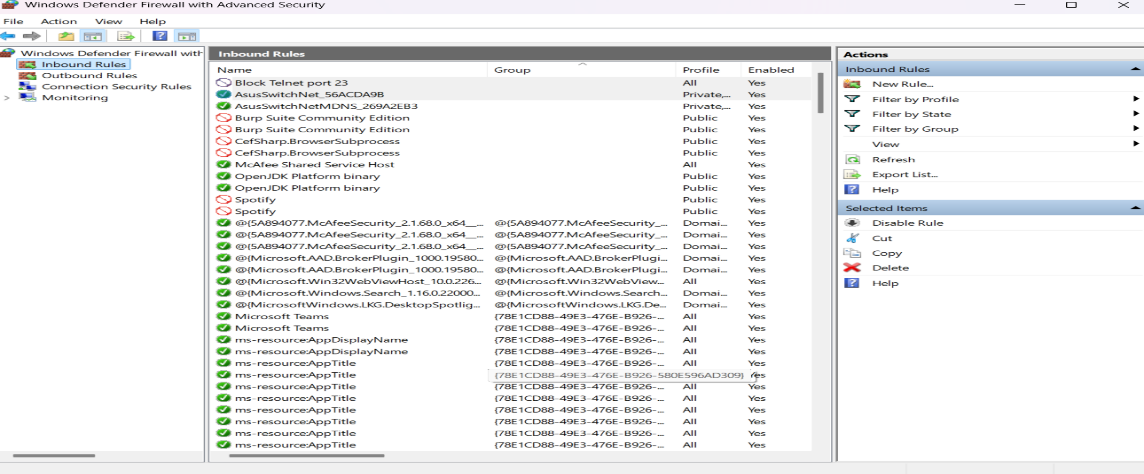 Windows Defender Firewall with Advanced Security
File Action View Help
Windows Defender Firewall with
Inbound Rules
Outbound Rules
Connection Security Rules
Monitoring
Inbound Rules
Name Group Profile Enabled
Block Telnet port 23 All Yes
AsusSwitchNet_56ACDA9B Private,... Yes
AsusSwitchNetMDNS_269A2EB3 Private,... Yes
Burp Suite Community Edition Public Yes
Burp Suite Community Edition Public Yes
CefSharp.BrowserSubprocess Public Yes
CefSharp.BrowserSubprocess Public Yes
McAfee Shared Service Host All Yes
OpenJDK Platform binary Public Yes
OpenJDK Platform binary Public Yes
Spotify Public Yes
Spotify Public Yes
@{5A894077.McAfeeSecurity_2.1.68.0_x64__... @{5A894077.McAfeeSecurity_... Domai... Yes
@{5A894077.McAfeeSecurity_2.1.68.0_x64__... @{5A894077.McAfeeSecurity_... Domai... Yes
@{5A894077.McAfeeSecurity_2.1.68.0_x64__... @{5A894077.McAfeeSecurity_... Domai... Yes
@{Microsoft.AAD.BrokerPlugin_1000.19580... @{Microsoft.AAD.BrokerPlugi... Domai... Yes
@{Microsoft.AAD.BrokerPlugin_1000.19580... @{Microsoft.AAD.BrokerPlugi... Domai... Yes
@{Microsoft.Win32WebViewHost_10.0.226... @{Microsoft.Win32WebView... All Yes
@{Microsoft.Windows.Search_1.16.0.22000... @{Microsoft.Windows.Search... Domai... Yes
@{MicrosoftWindows.LKG.DesktopSpotlig... @{MicrosoftWindows.LKG.De... Domai... Yes
Microsoft Teams {78E1CD88-49E3-476E-B926-... All Yes
Microsoft Teams {78E1CD88-49E3-476E-B926-... All Yes
ms-resource:AppDisplayName {78E1CD88-49E3-476E-B926-... All Yes
ms-resource:AppDisplayName {78E1CD88-49E3-476E-B926-... All Yes
ms-resource:AppTitle {78E1CD88-49E3-476E-B926-... All Yes
ms-resource:AppTitle {78E1CD88-49E3-476E-B926-580E596AD309} Yes
ms-resource:AppTitle {78E1CD88-49E3-476E-B926-... All Yes
ms-resource:AppTitle {78E1CD88-49E3-476E-B926-... All Yes
ms-resource:AppTitle {78E1CD88-49E3-476E-B926-... All Yes
ms-resource:AppTitle {78E1CD88-49E3-476E-B926-... All Yes
ms-resource:AppTitle {78E1CD88-49E3-476E-B926-... All Yes
ms-resource:AppTitle {78E1CD88-49E3-476E-B926-... All Yes
Actions
Inbound Rules
New Rule...
Filter by Profile
Filter by State
Filter by Group
View
Refresh
Export List...
Help
Selected Items
Disable Rule
Cut
Copy
Delete
Help